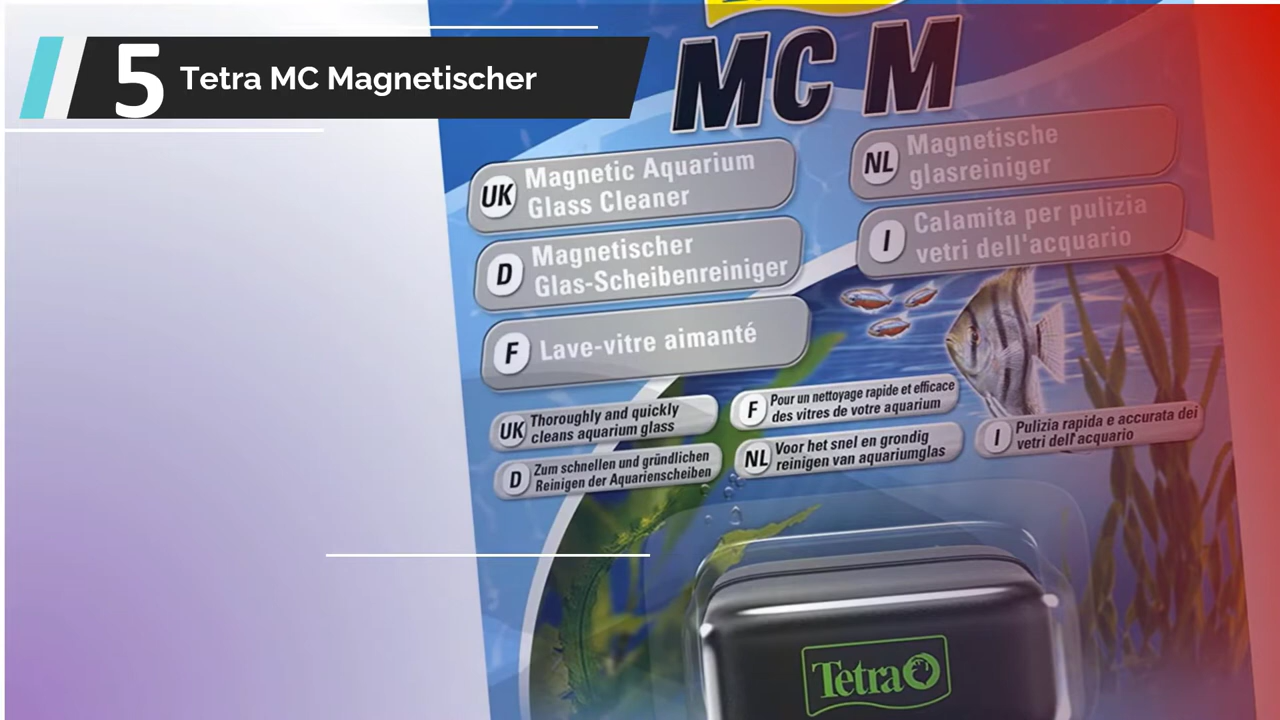 5 Tetra MC Magnetischer
MC M
UK Magnetic Aquarium
Glass Cleaner
D Magnetischer
Glas-Scheibenreiniger
F Lave-vitre aimanté
NL Magnetische
glasreiniger
I Calamita per pulizia
vetri dell'acquario
UK Thoroughly and quickly
cleans aquarium glass
D Zum schnellen und gründlichen
Reinigen der Aquarienscheiben
F Pour un nettoyage rapide et efficace
des vitres de votre aquarium
NL Voor het snel en grondig
reinigen van aquariumglas
I Pulizia rapida e accurata dei
vetri dell'acquario
Tetra